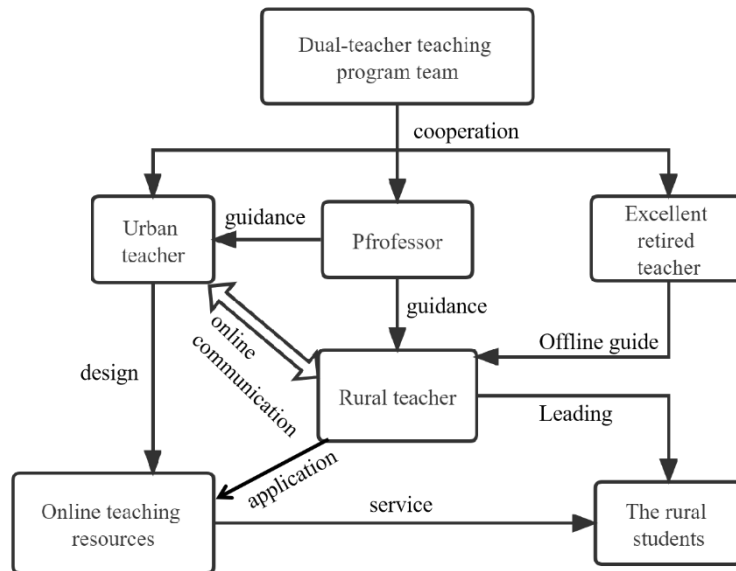 Dual-teacher teaching
program team
cooperation
Urban
teacher
guidance
Pfrofessor
Excellent
retired
teacher
guidance
online
communication
Offline guide
design
Rural teacher
Leading
application
Online teaching
resources
service
The rural
students